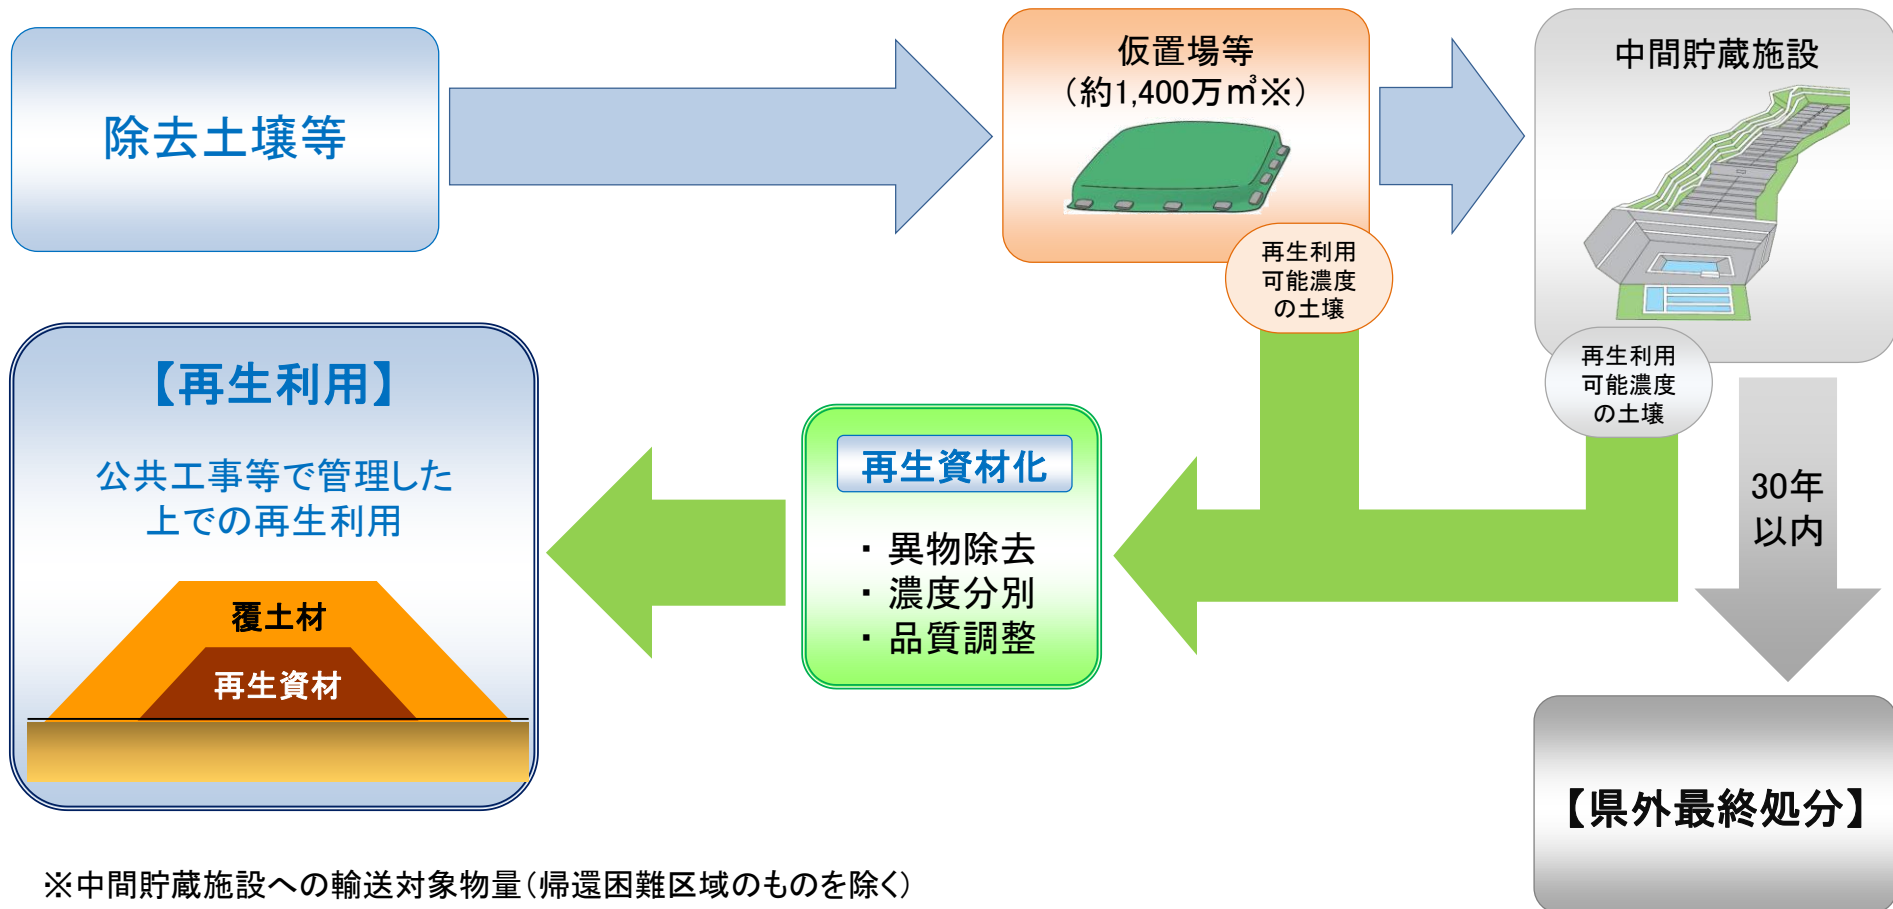 除去土壌等
仮置場等
（約1,400万㎥※）
中間貯蔵施設
再生利用
可能濃度
の土壌
再生利用
可能濃度
の土壌
30年
以内
【県外最終処分】
再生資材化
・異物除去
・濃度分別
・品質調整
【再生利用】
公共工事等で管理した
上での再生利用
覆土材
再生資材
※中間貯蔵施設への輸送対象物量（帰還困難区域のものを除く）